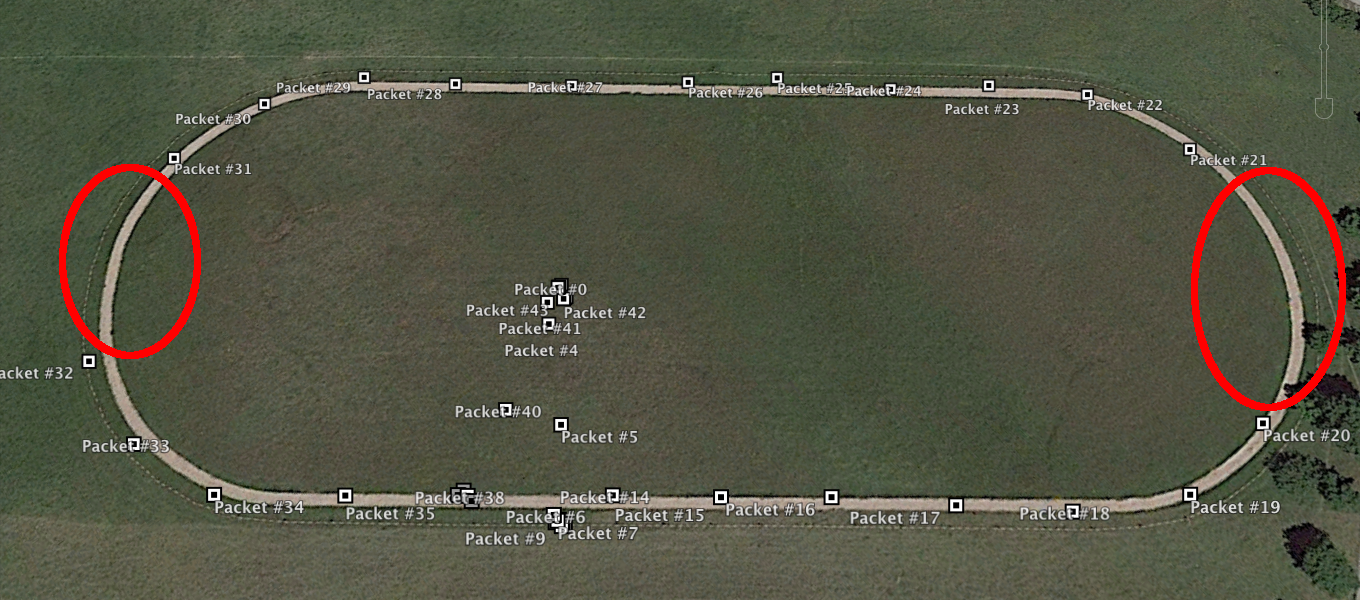 Packet #29
Packet #28
Packet #27
Packet #26
Packet #25
Packet #24
Packet #23
Packet #22
Packet #30
Packet #31
Packet #21
Packet #0
Packet #43
Packet #42
Packet #41
Packet #4
acket #32
Packet #40
Packet #5
Packet #33
Packet #20
Packet #38
Packet #14
Packet #34
Packet #35
Packet #6
Packet #15
Packet #16
Packet #17
Packet #18
Packet #19
Packet #9
Packet #7